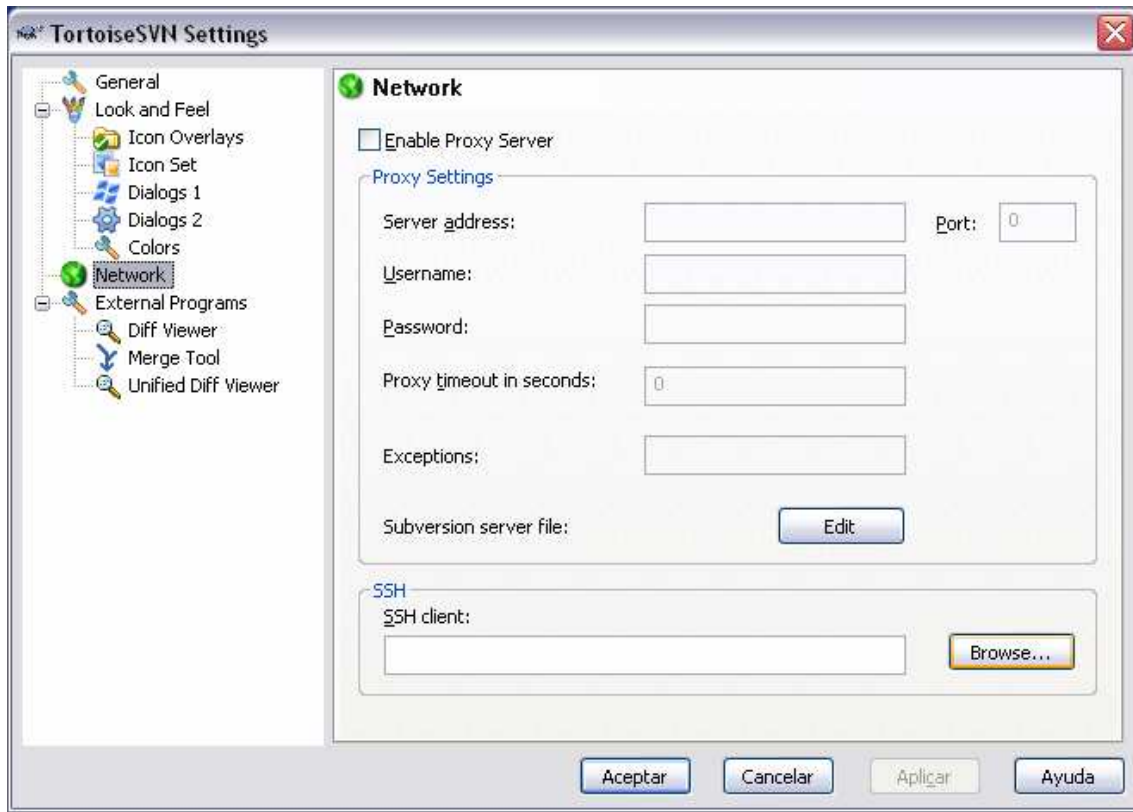 TortoiseSVN Settings
General
Look and Feel
Icon Overlays
Icon Set
Dialogs 1
Dialogs 2
Colors
Network
External Programs
Diff Viewer
Merge Tool
Unified Diff Viewer
Network
Enable Proxy Server
Proxy Settings
Server address:
Port: 0
Username:
Password:
Proxy timeout in seconds: 0
Exceptions:
Subversion server file: Edit
SSH
SSH client:
Browse...
Aceptar Cancelar Aplicar Ayuda